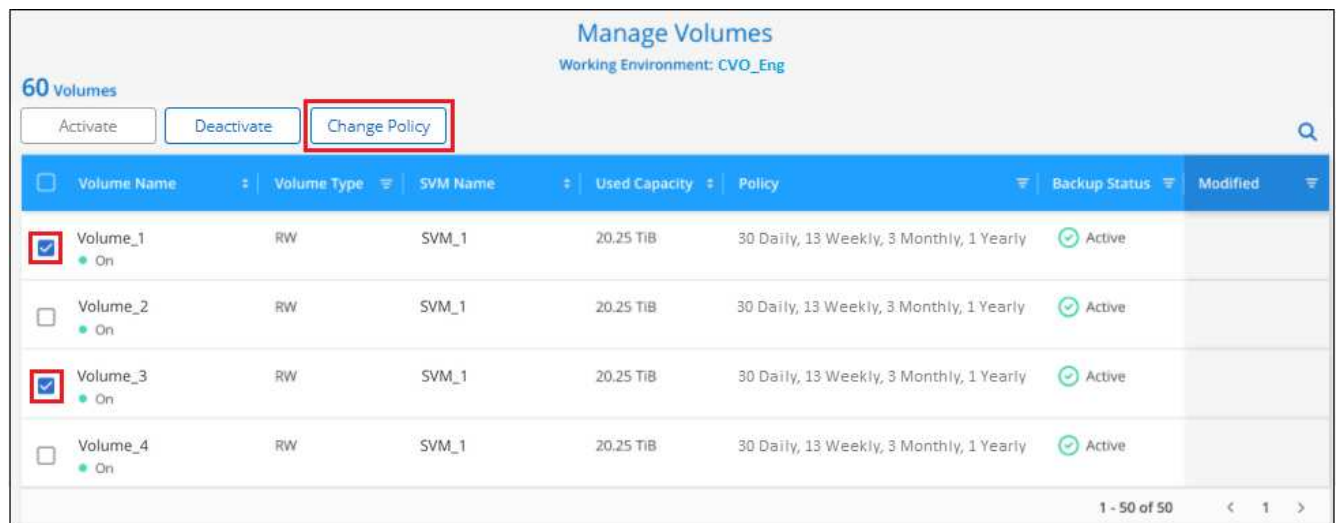 Manage Volumes
Working Environment: CVO_Eng
60 Volumes
Activate Deactivate Change Policy
Volume Name Volume Type SVM Name Used Capacity Policy Backup Status Modified
Volume_1 RW SVM_1 20.25 TiB 30 Daily, 13 Weekly, 3 Monthly, 1 Yearly Active
On
Volume_2 RW SVM_1 20.25 TiB 30 Daily, 13 Weekly, 3 Monthly, 1 Yearly Active
On
Volume_3 RW SVM_1 20.25 TiB 30 Daily, 13 Weekly, 3 Monthly, 1 Yearly Active
On
Volume_4 RW SVM_1 20.25 TiB 30 Daily, 13 Weekly, 3 Monthly, 1 Yearly Active
On
1 - 50 of 50 < 1 >